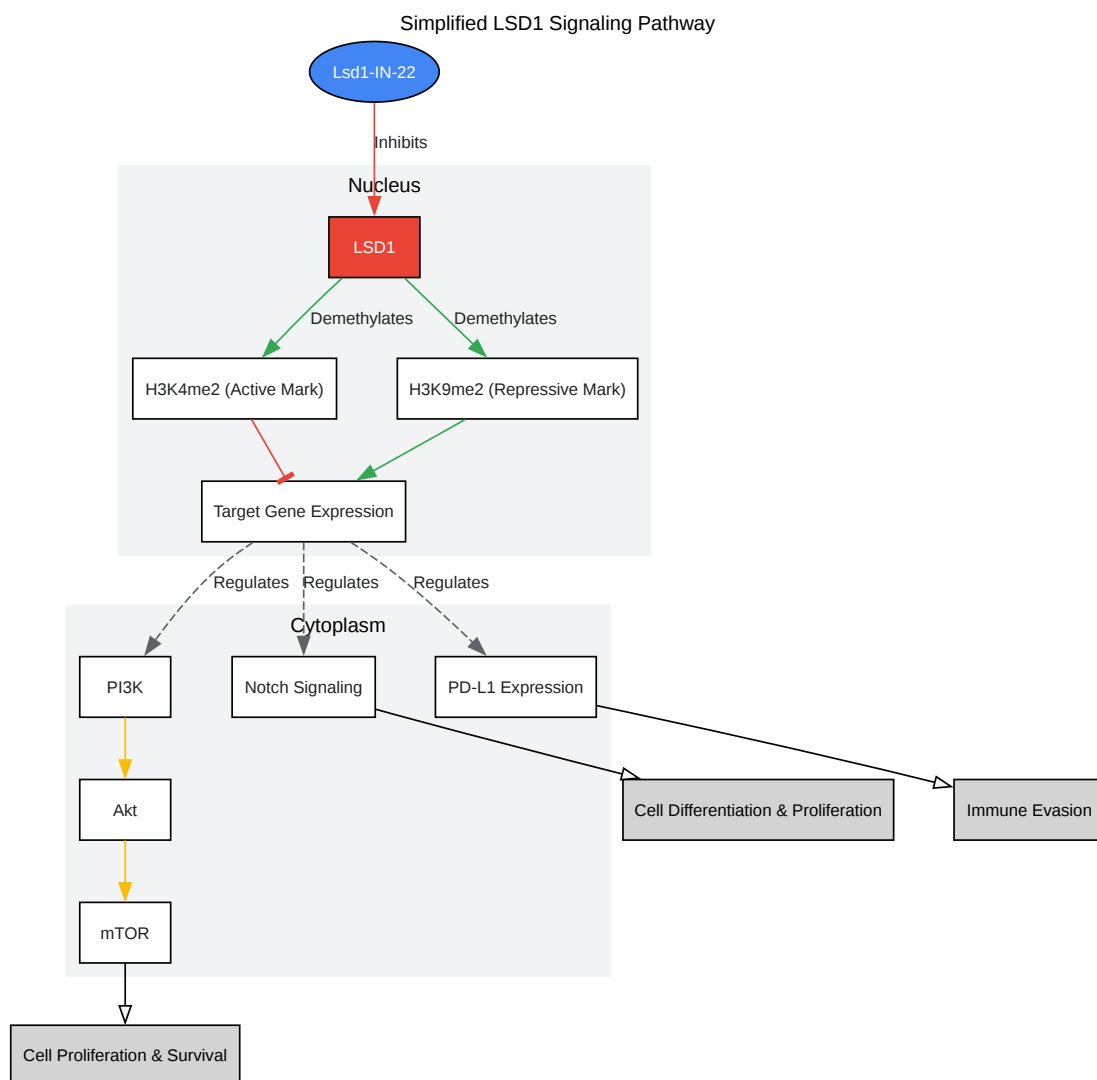 Simplified LSD1 Signaling Pathway
Lsd1-IN-22
Inhibits
Nucleus
LSD1
Demethylates
Demethylates
H3K4me2 (Active Mark)
H3K9me2 (Repressive Mark)
Target Gene Expression
Regulates
Regulates
Regulates
Cytoplasm
PI3K
Notch Signaling
PD-L1 Expression
Akt
Cell Differentiation & Proliferation
Immune Evasion
mTOR
Cell Proliferation & Survival